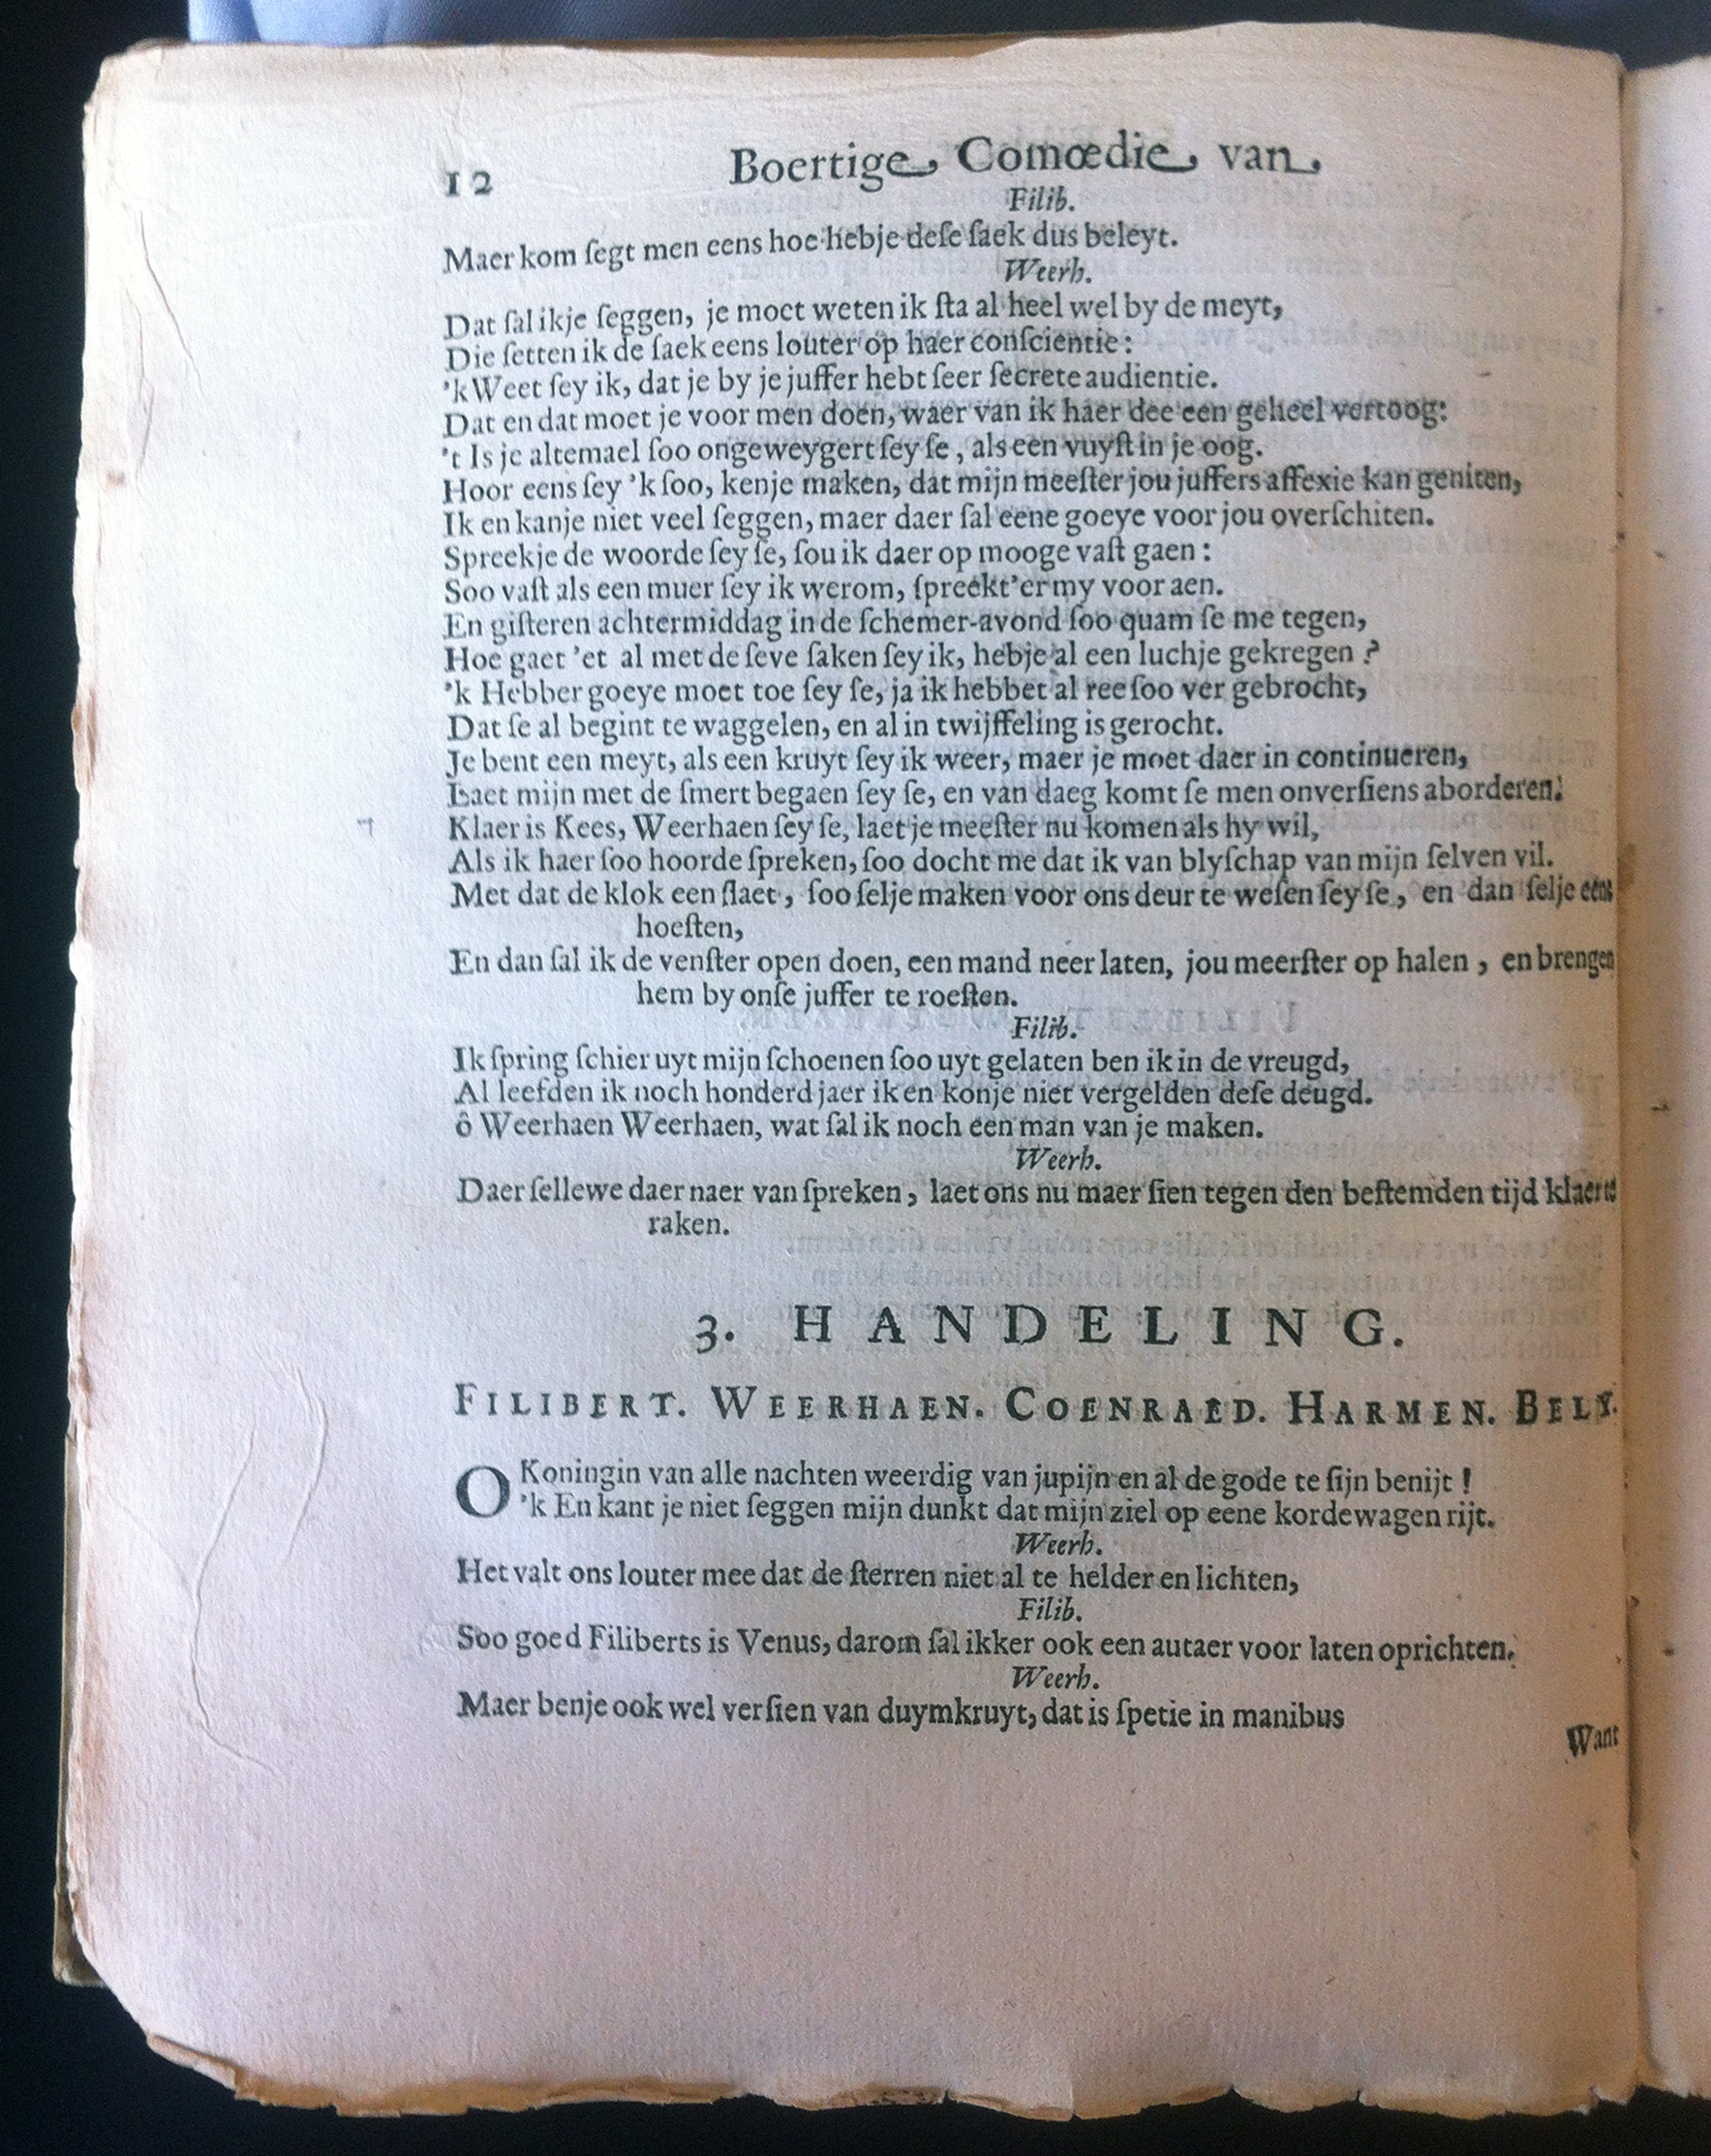 12 Boertige Comœdie van
Filib.
Maer kom ſegt men eens hoe hebje deſe ſaek dus beleyt.
Weerh.
Dat ſal ikje ſeggen, je moet weten ik ſta al heel wel by de meyt,
Die ſetten ik de ſaek eens louter op haer conſcientie:
'k Weet ſey ik, dat je by je juffer hebt ſeer ſecrete audientie.
Dat en dat moet je voor men doen, waer van ik haer dee een geheel vertoog:
't Is je altemael ſoo ongeweygert ſey ſe, als een vuyſt in je oog.
Hoor eens ſey 'k ſoo, kenje maken, dat mijn meeſter jou juffers affexie kan geniten,
Ik en kanje niet veel ſeggen, maer daer ſal eene goeye voor jou overſchiten.
Spreekje de woorde ſey ſe, ſou ik daer op mooge vaſt gaen:
Soo vaſt als een muer ſey ik werom, ſpreekt'er my voor aen.
En giſteren achtermiddag in de ſchemer-avond ſoo quam ſe me tegen,
Hoe gaet 'et al met de ſeve ſaken ſey ik, hebje al een luchje gekregen?
'k Hebber goeye moet toe ſey ſe, ja ik hebbet al ree ſoo ver gebrocht,
Dat ſe al begint te waggelen, en al in twijffeling is gerocht.
Je bent een meyt, als een kruyt ſey ik weer, maer je moet daer in continueren,
Laet mijn met de ſmert begaen ſey ſe, en van daeg komt ſe men onverſiens aborderen:
Klaer is Kees, Weerhaen ſey ſe, laet je meeſter nu komen als hy wil,
Als ik haer ſoo hoorde ſpreken, ſoo docht me dat ik van blyſchap van mijn ſelven vil.
Met dat de klok een ſlaet, ſoo ſelje maken voor ons deur te weſen ſey ſe, en dan ſelje eens
hoeſten,
En dan ſal ik de venſter open doen, een mand neer laten, jou meerſter op halen, en brengen
hem by onſe juffer te roeſten.
Filib.
Ik ſpring ſchier uyt mijn ſchoenen ſoo uyt gelaten ben ik in de vreugd,
Al leefden ik noch honderd jaer ik en konje niet vergelden deſe deugd.
ô Weerhaen Weerhaen, wat ſal ik noch een man van je maken.
Weerh.
Daer ſellewe daer naer van ſpreken, laet ons nu maer ſien tegen den beſtemden tijd klaer te
raken.
3. HANDELING.
FILIBERT. WEERHAEN. COENRAED. HARMEN. BELY.
O Koningin van alle nachten weerdig van jupijn en al de gode te ſijn benijt!
'k En kant je niet ſeggen mijn dunkt dat mijn ziel op eene kordewagen rijt.
Weerh.
Het valt ons louter mee dat de ſterren niet al te helder en lichten,
Filib.
Soo goed Filiberts is Venus, darom ſal ikker ook een autaer voor laten oprichten.
Weerh.
Maer benje ook wel verſien van duymkruyt, dat is ſpetie in manibus
Want